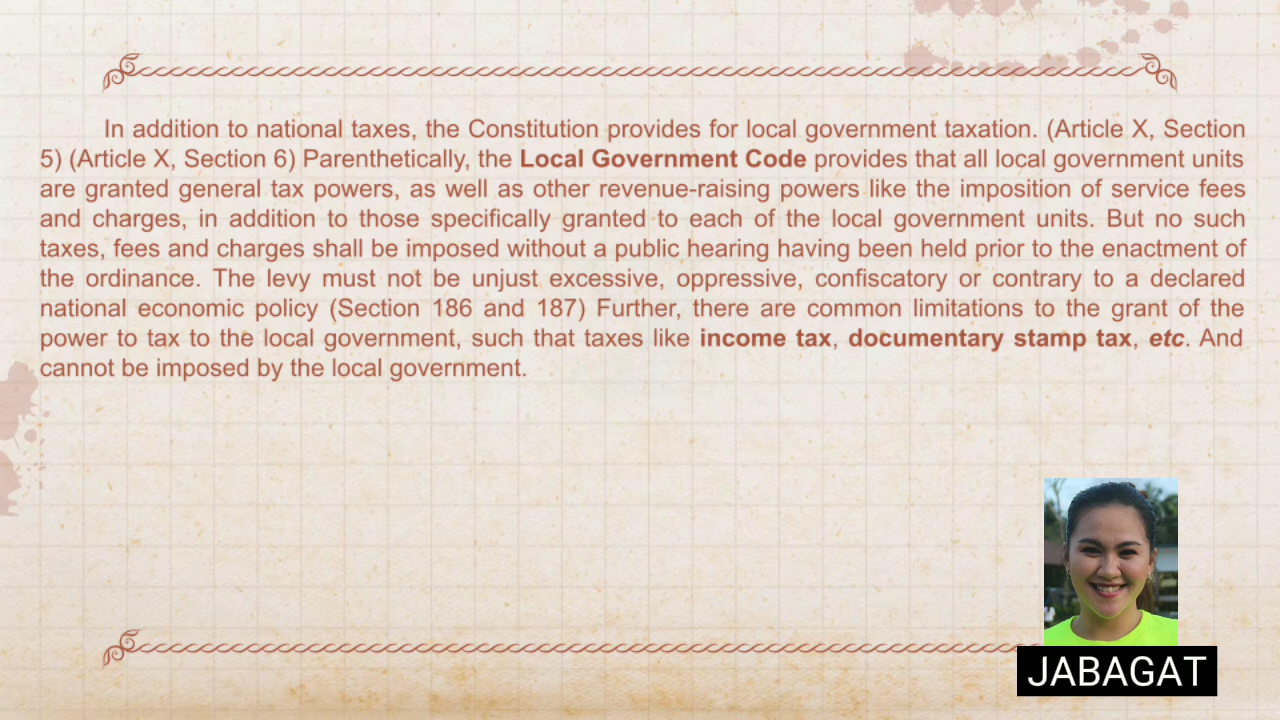 In addition to national taxes, the Constitution provides for local government taxation. (Article X, Section
5) (Article X, Section 6) Parenthetically, the Local Government Code provides that all local government units
are granted general tax powers, as well as other revenue-raising powers like the imposition of service fees
and charges, in addition to those specifically granted to each of the local government units. But no such
taxes, fees and charges shall be imposed without a public hearing having been held prior to the enactment of
the ordinance. The levy must not be unjust excessive, oppressive, confiscatory or contrary to a declared
national economic policy (Section 186 and 187) Further, there are common limitations to the grant of the
power to tax to the local government, such that taxes like income tax, documentary stamp tax, etc. And
cannot be imposed by the local government.
JABAGAT